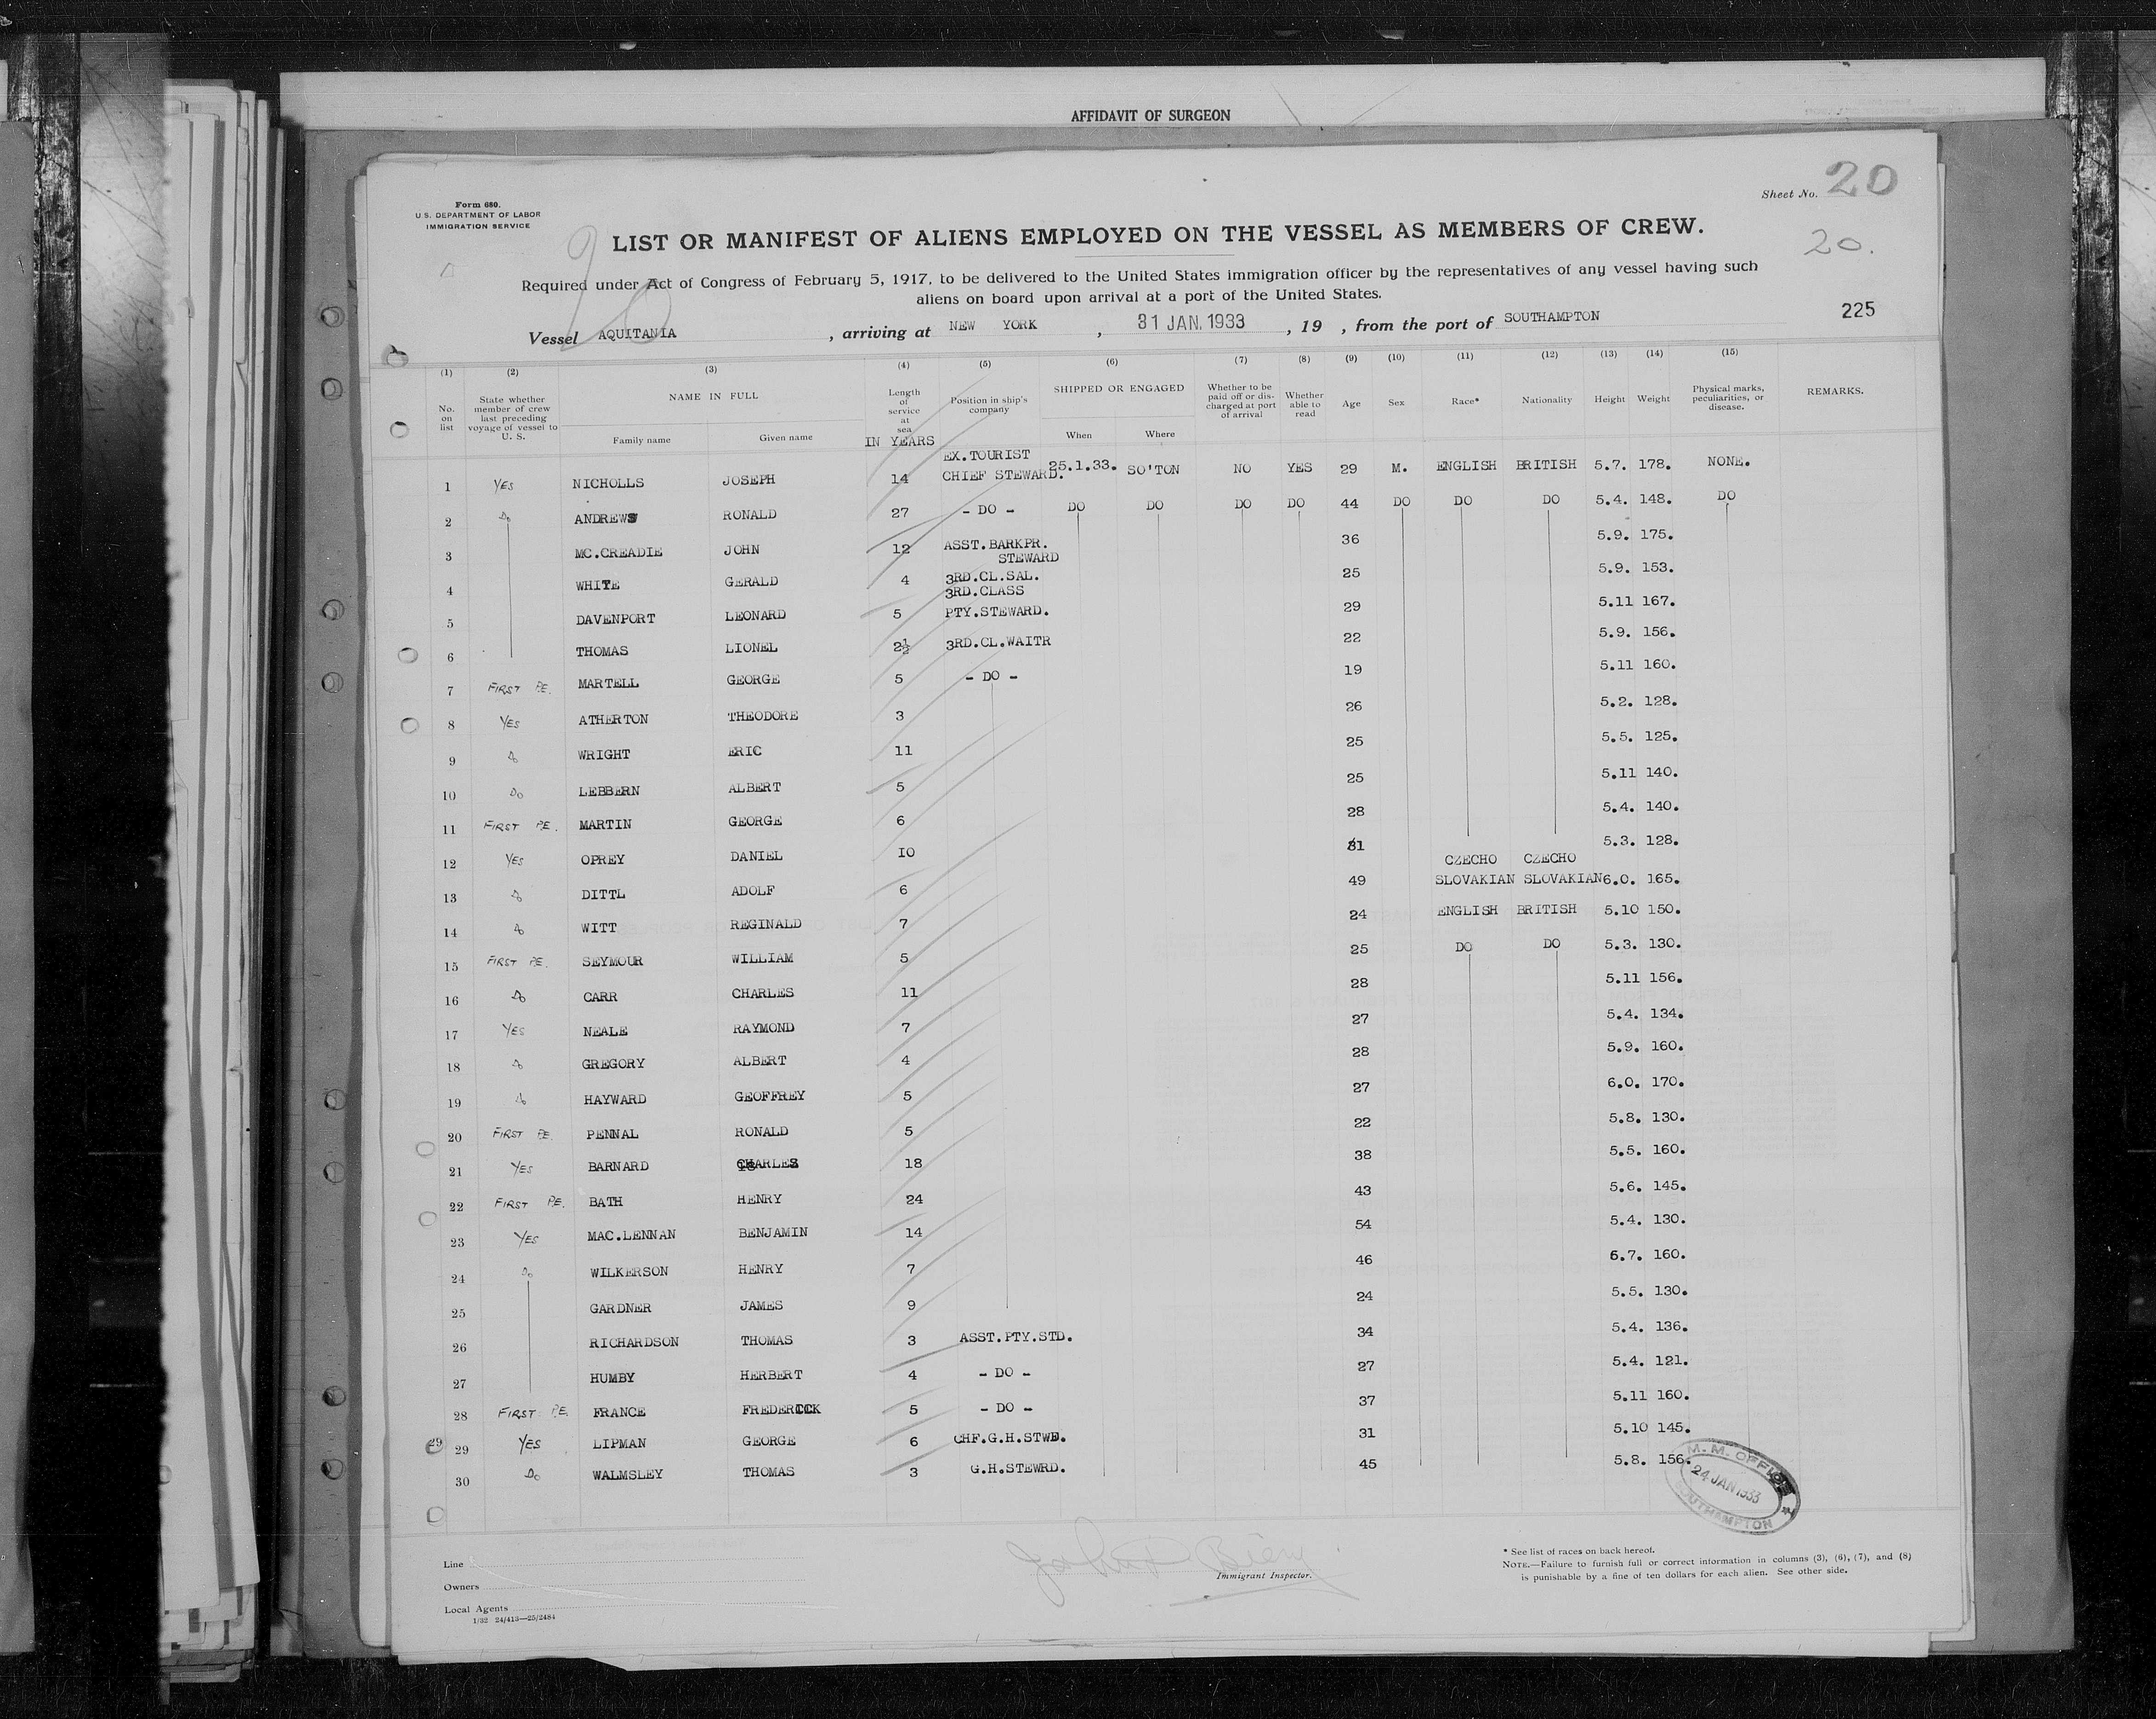 AFFIDAVIT OF SURGEON
Sheet No. 20
Form 680.
U.S. DEPARTMENT OF LABOR
IMMIGRATION SERVICE
20
LIST OR MANIFEST OF ALIENS EMPLOYED ON THE VESSEL AS MEMBERS OF CREW.
20.
Required under Act of Congress of February 5, 1917, to be delivered to the United States immigration officer by the representatives of any vessel having such
aliens on board upon arrival at a port of the United States.
225
Vessel AQUITANIA, arriving at NEW YORK, 31 JAN. 1933, 19 , from the port of SOUTHAMPTON
(1) (2) (3) (4) (5) (6) (7) (8) (9) (10) (11) (12) (13) (14) (15)
No. on list | State whether member of crew last preceding voyage of vessel to U. S. | NAME IN FULL | Family name | Given name | Length of service at sea IN YEARS | Position in ship's company | SHIPPED OR ENGAGED | When | Where | Whether to be paid off or discharged at port of arrival | Whether able to read | Age | Sex | Race* | Nationality | Height | Weight | Physical marks, peculiarities, or disease. | REMARKS.
1 YES NICHOLLS JOSEPH 14 EX.TOURIST CHIEF STEWARD. 25.1.33. SO'TON NO YES 29 M. ENGLISH BRITISH 5.7. 178. NONE.
2 Do ANDREWS RONALD 27 - DO - DO DO DO DO 44 DO DO DO 5.4. 148. DO
3 MC.CREADIE JOHN 12 ASST.BARKPR. STEWARD 36 5.9. 175.
4 WHITE GERALD 4 3RD.CL.SAL. 25 5.9. 153.
5 DAVENPORT LEONARD 5 3RD.CLASS PTY.STEWARD. 29 5.11 167.
6 THOMAS LIONEL 2½ 3RD.CL.WAITR 22 5.9. 156.
7 FIRST P.E. MARTELL GEORGE 5 - DO - 19 5.11 160.
8 YES ATHERTON THEODORE 3 26 5.2. 128.
9 Do WRIGHT ERIC 11 25 5.5. 125.
10 Do LEBBERN ALBERT 5 25 5.11 140.
11 FIRST P.E. MARTIN GEORGE 6 28 5.4. 140.
12 YES OPREY DANIEL 10 31 5.3. 128.
13 Do DITTL ADOLF 6 49 CZECHO SLOVAKIAN CZECHO SLOVAKIAN 6.0. 165.
14 Do WITT REGINALD 7 24 ENGLISH BRITISH 5.10 150.
15 FIRST P.E. SEYMOUR WILLIAM 5 25 DO DO 5.3. 130.
16 Do CARR CHARLES 11 28 5.11 156.
17 YES NEALE RAYMOND 7 27 5.4. 134.
18 Do GREGORY ALBERT 4 28 5.9. 160.
19 Do HAYWARD GEOFFREY 5 27 6.0. 170.
20 FIRST P.E. PENNAL RONALD 5 22 5.8. 130.
21 YES BARNARD CHARLES 18 38 5.5. 160.
22 FIRST P.E. BATH HENRY 24 43 5.6. 145.
23 YES MAC.LENNAN BENJAMIN 14 54 5.4. 130.
24 Do WILKERSON HENRY 7 46 5.7. 160.
25 GARDNER JAMES 9 24 5.5. 130.
26 RICHARDSON THOMAS 3 ASST.PTY.STD. 34 5.4. 136.
27 HUMBY HERBERT 4 - DO - 27 5.4. 121.
28 FIRST P.E. FRANCE FREDERICK 5 - DO - 37 5.11 160.
29 29 YES LIPMAN GEORGE 6 CHF.G.H.STWD. 31 5.10 145.
30 Do WALMSLEY THOMAS 3 G.H.STEWRD. 45 5.8. 156.
M. M. OFFICE
24 JAN 1933
SOUTHAMPTON
Line
Owners
Local Agents
1/32 24/413—25/2484
Immigrant Inspector.
* See list of races on back hereof.
NOTE.—Failure to furnish full or correct information in columns (3), (6), (7), and (8)
is punishable by a fine of ten dollars for each alien. See other side.